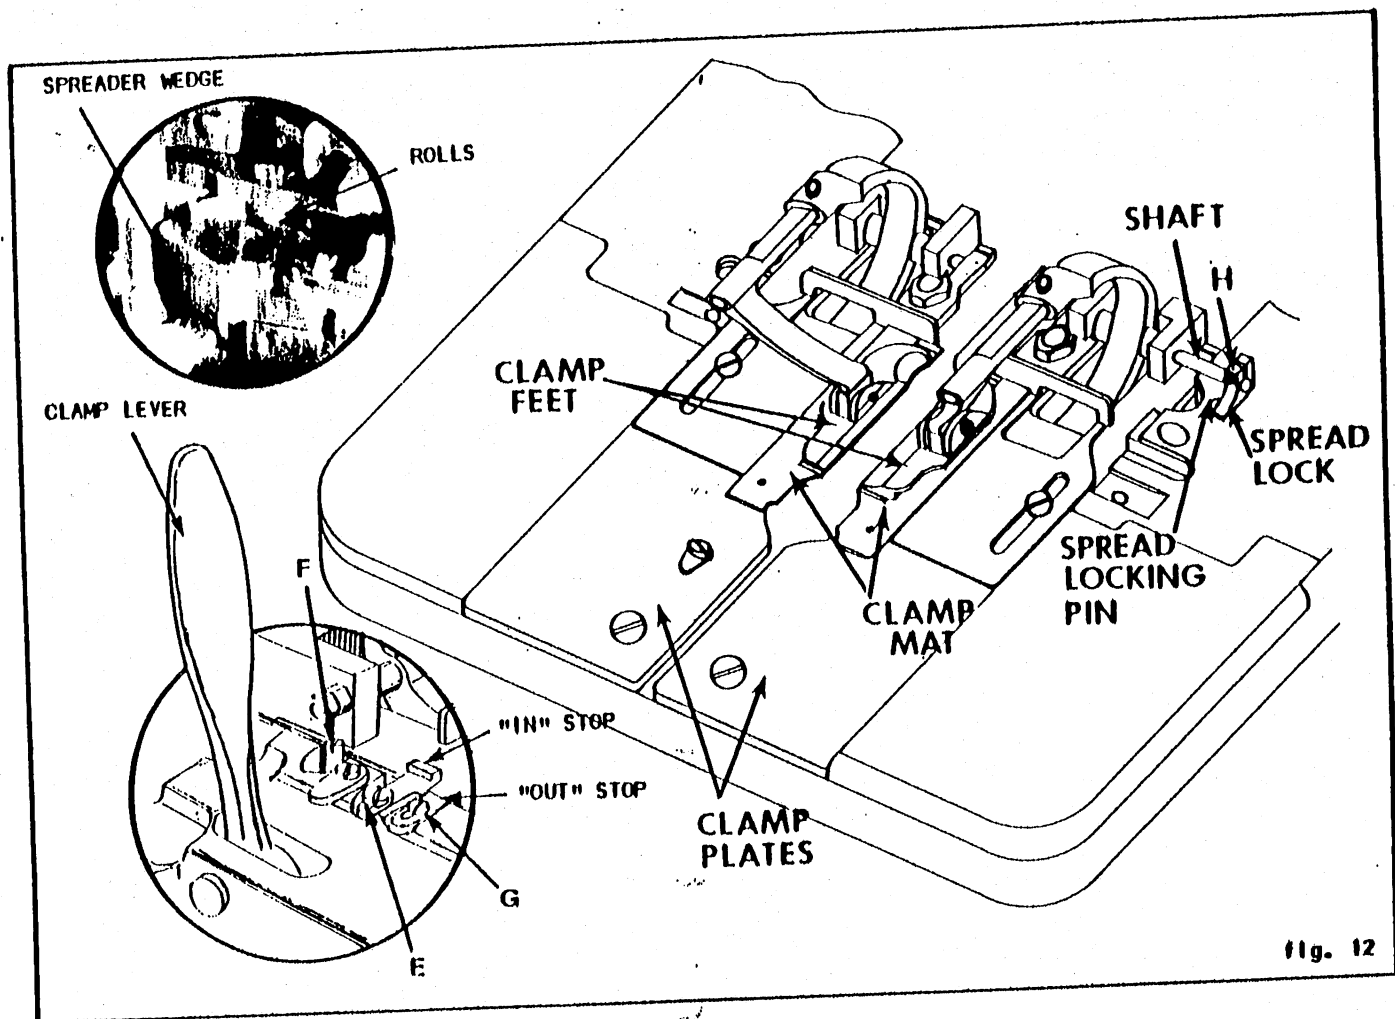 SPREADER WEDGE
ROLLS
CLAMP LEVER
F
"IN" STOP
"OUT" STOP
G
E
CLAMP
FEET
CLAMP
MAT
CLAMP
PLATES
SHAFT
H
SPREAD
LOCK
SPREAD
LOCKING
PIN
fig. 12